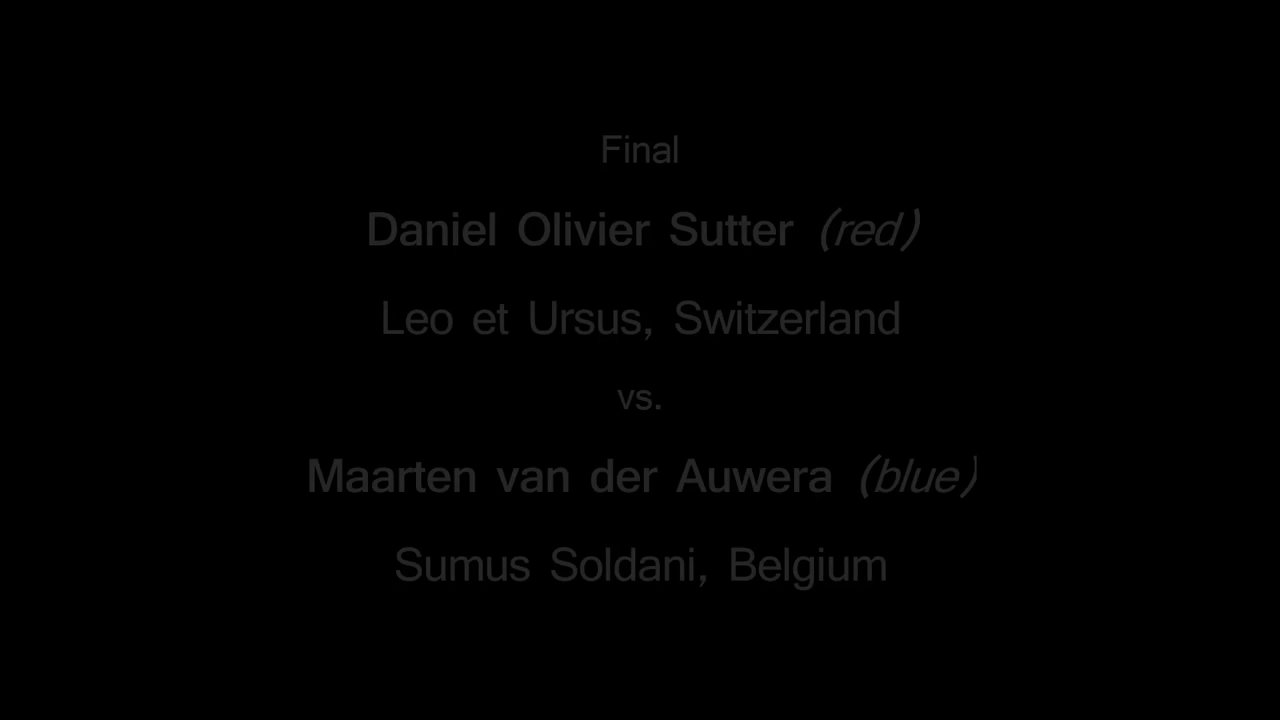 Final
Daniel Olivier Sutter (red)
Leo et Ursus, Switzerland
vs.
Maarten van der Auwera (blue)
Sumus Soldani, Belgium